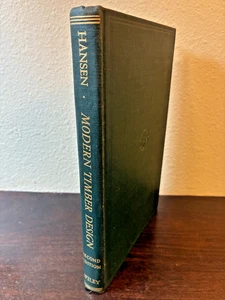 HANSEN
MODERN TIMBER DESIGN
SECOND
EDITION
WILEY